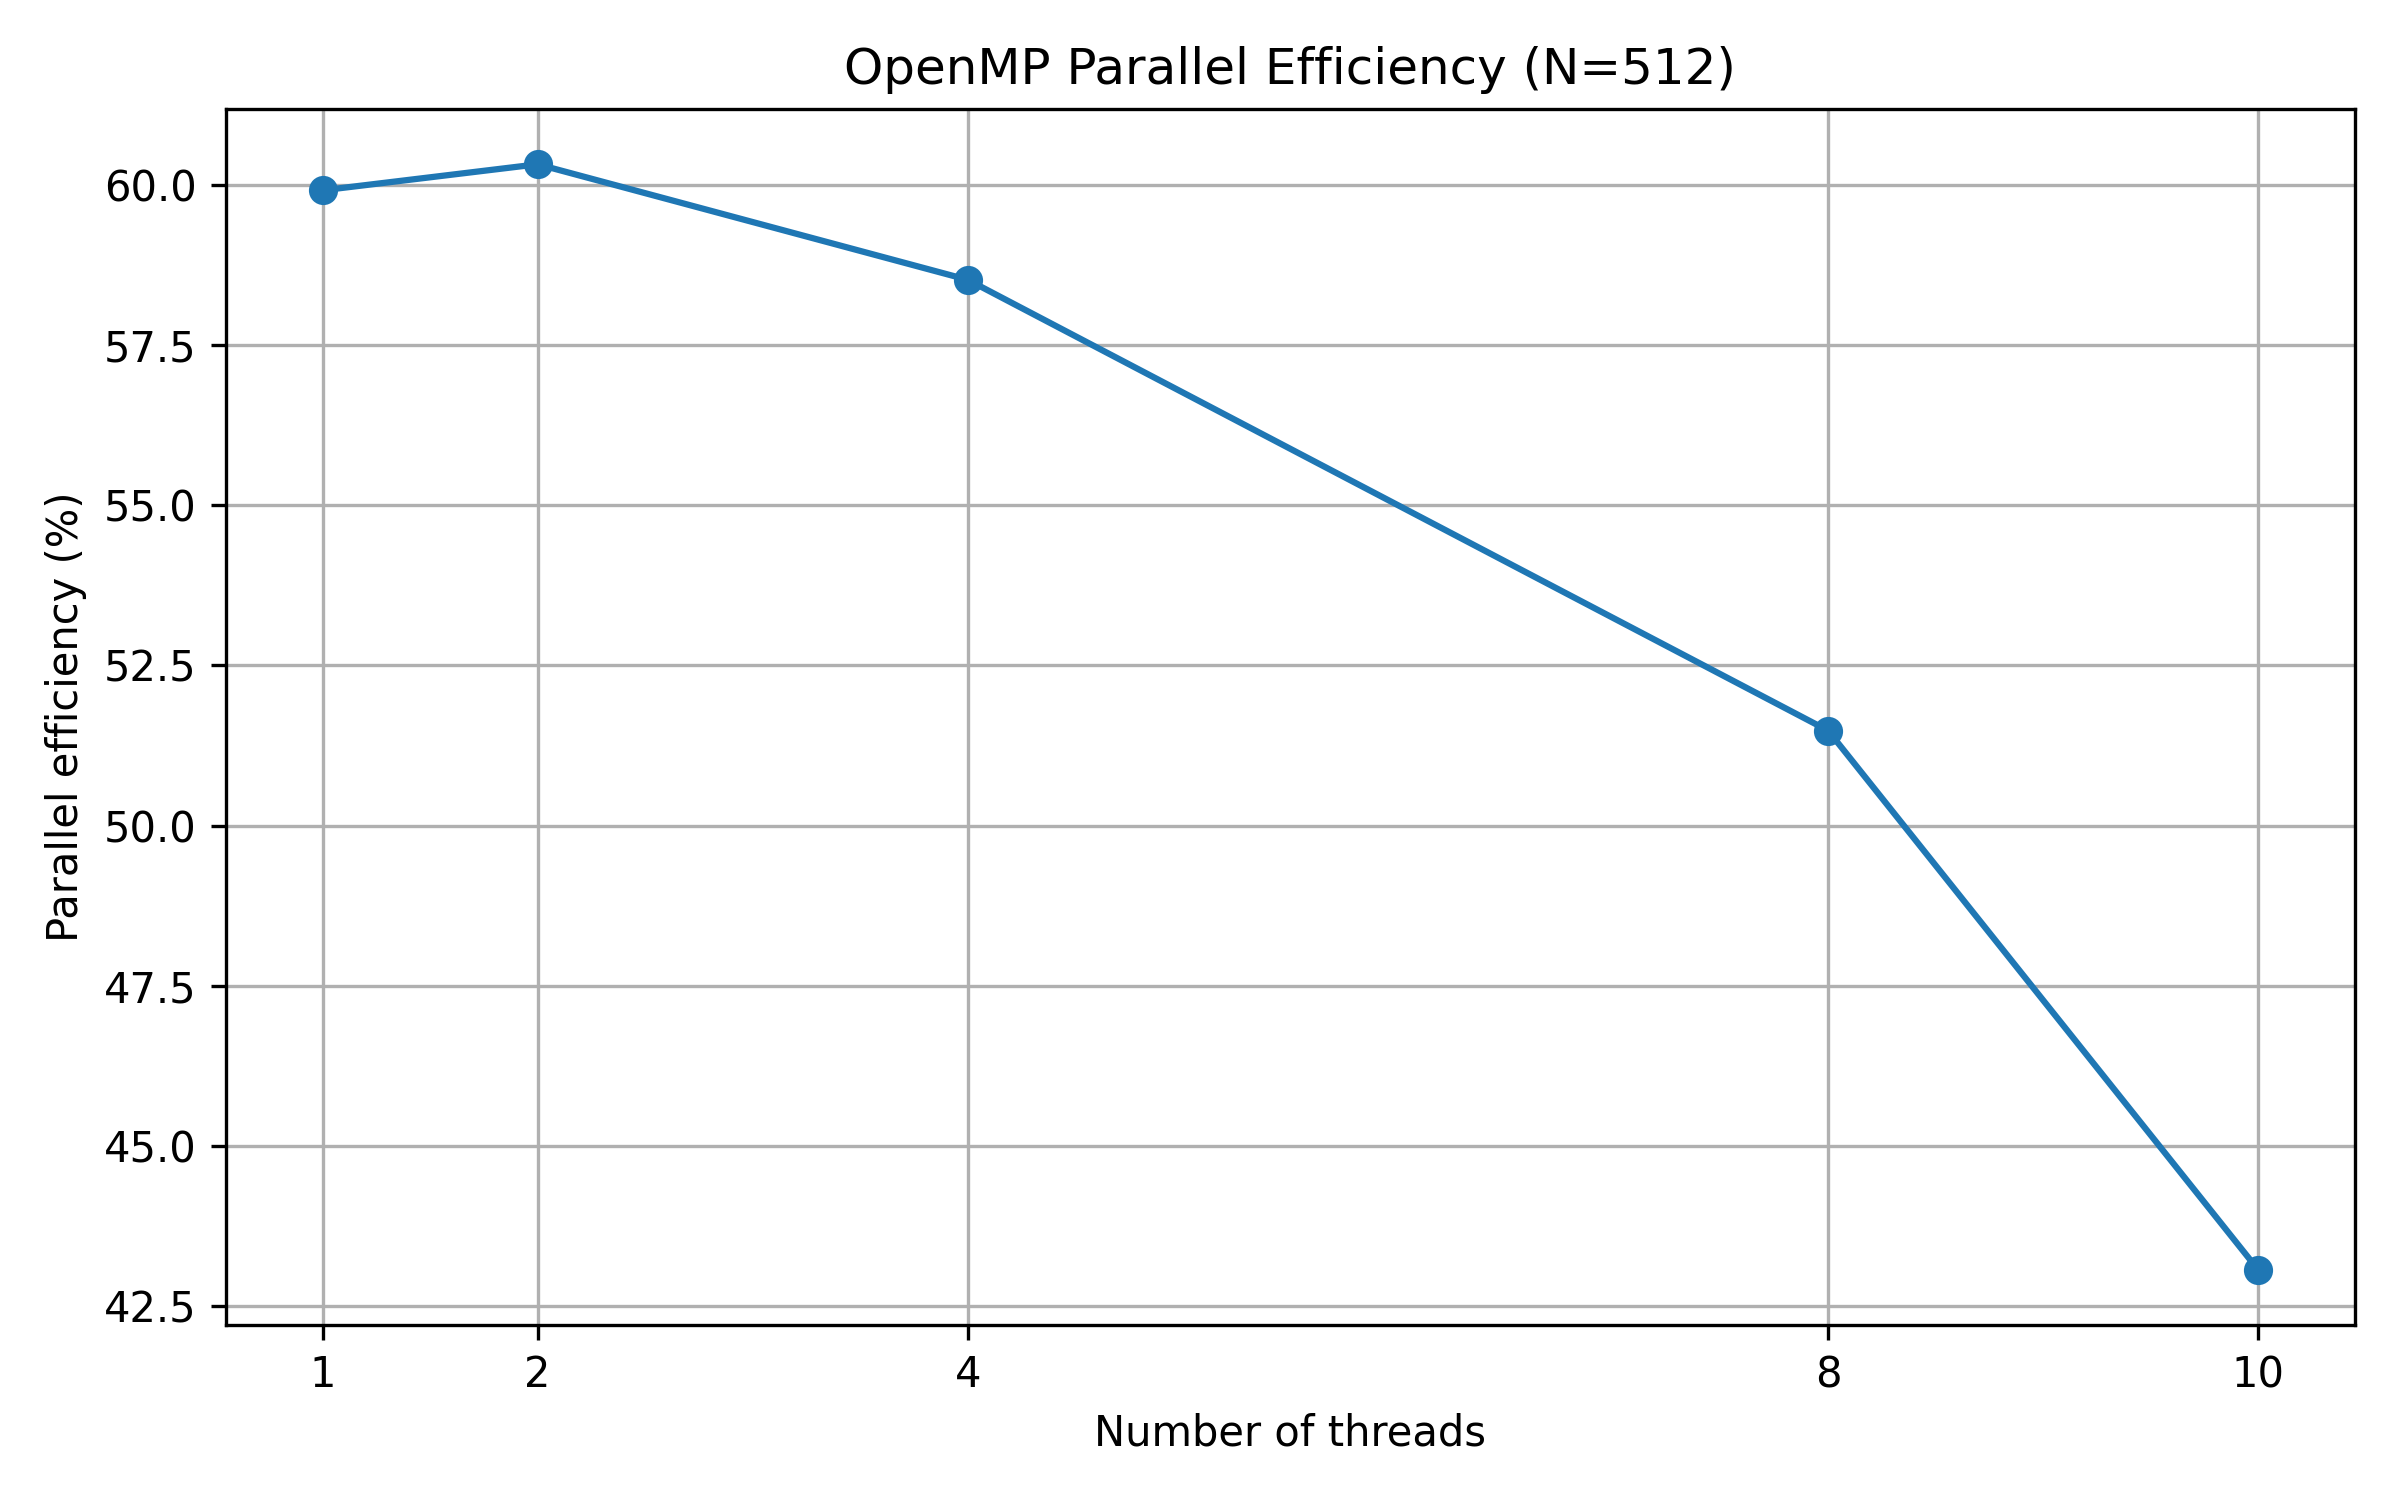 OpenMP Parallel Efficiency (N=512)
Parallel efficiency (%)
60.0
57.5
55.0
52.5
50.0
47.5
45.0
42.5
1 2 4 8 10
Number of threads